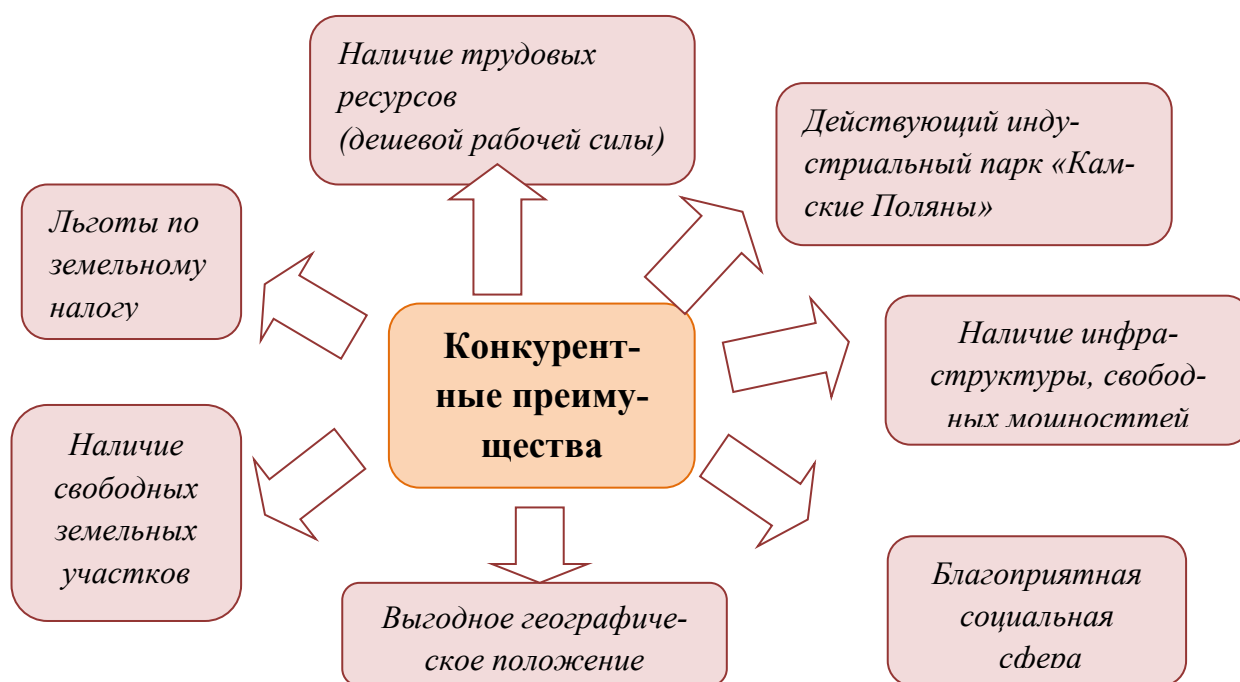 Наличие трудовых
ресурсов
(дешевой рабочей силы)
Действующий инду-
стриальный парк «Кам-
ские Поляны»
Льготы по
земельному
налогу
Конкурент-
ные преиму-
щества
Наличие инфра-
структуры, свобод-
ных мощносттей
Наличие
свободных
земельных
участков
Выгодное географиче-
ское положение
Благоприятная
социальная
сфера